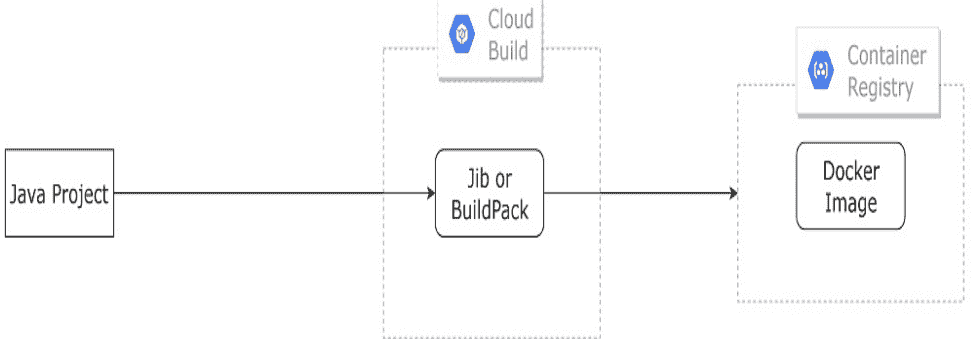 Cloud
Build
Container
Registry
Java Project
Jib or
BuildPack
Docker
Image